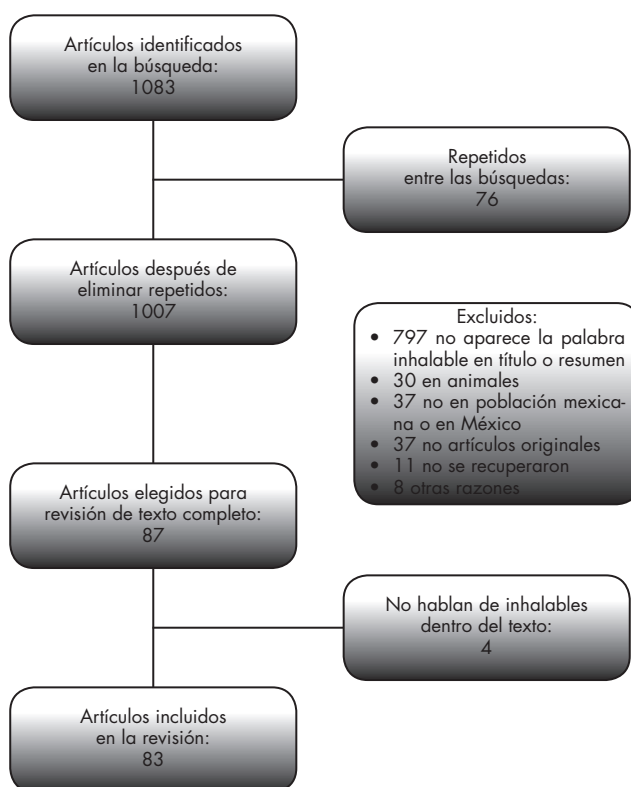 Artículos identificados
en la búsqueda:
1083
Repetidos
entre las búsquedas:
76
Artículos después de
eliminar repetidos:
1007
Excluidos:
• 797 no aparece la palabra
inhalable en título o resumen
• 30 en animales
• 37 no en población mexica-
na o en México
• 37 no artículos originales
• 11 no se recuperaron
• 8 otras razones
Artículos elegidos para
revisión de texto completo:
87
No hablan de inhalables
dentro del texto:
4
Artículos incluidos
en la revisión:
83